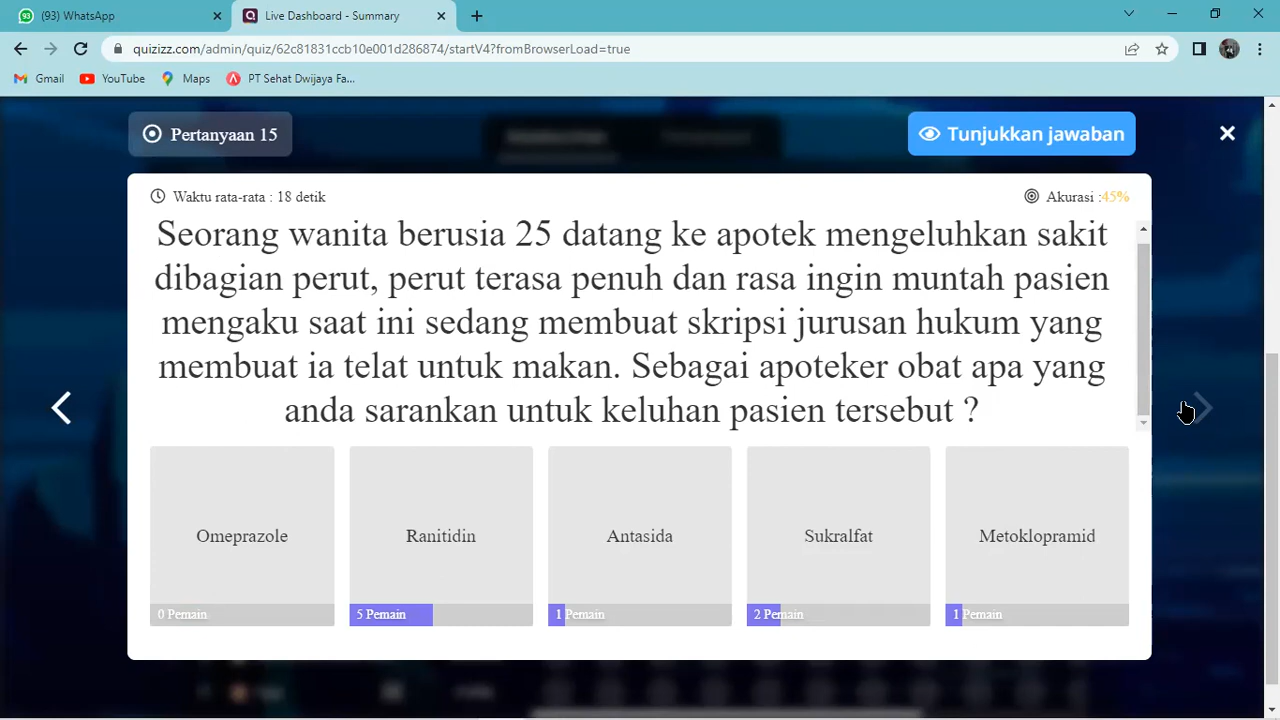 (93) WhatsApp
Live Dashboard - Summary
quizizz.com/admin/quiz/62c81831ccb10e001d286874/startV4?fromBrowserLoad=true
Gmail
YouTube
Maps
PT Sehat Dwijaya Fa...
Pertanyaan 15
Tunjukkan jawaban
Waktu rata-rata : 18 detik
Akurasi :45%
Seorang wanita berusia 25 datang ke apotek mengeluhkan sakit
dibagian perut, perut terasa penuh dan rasa ingin muntah pasien
mengaku saat ini sedang membuat skripsi jurusan hukum yang
membuat ia telat untuk makan. Sebagai apoteker obat apa yang
anda sarankan untuk keluhan pasien tersebut ?
Omeprazole
Ranitidin
Antasida
Sukralfat
Metoklopramid
0 Pemain
5 Pemain
1 Pemain
2 Pemain
1 Pemain